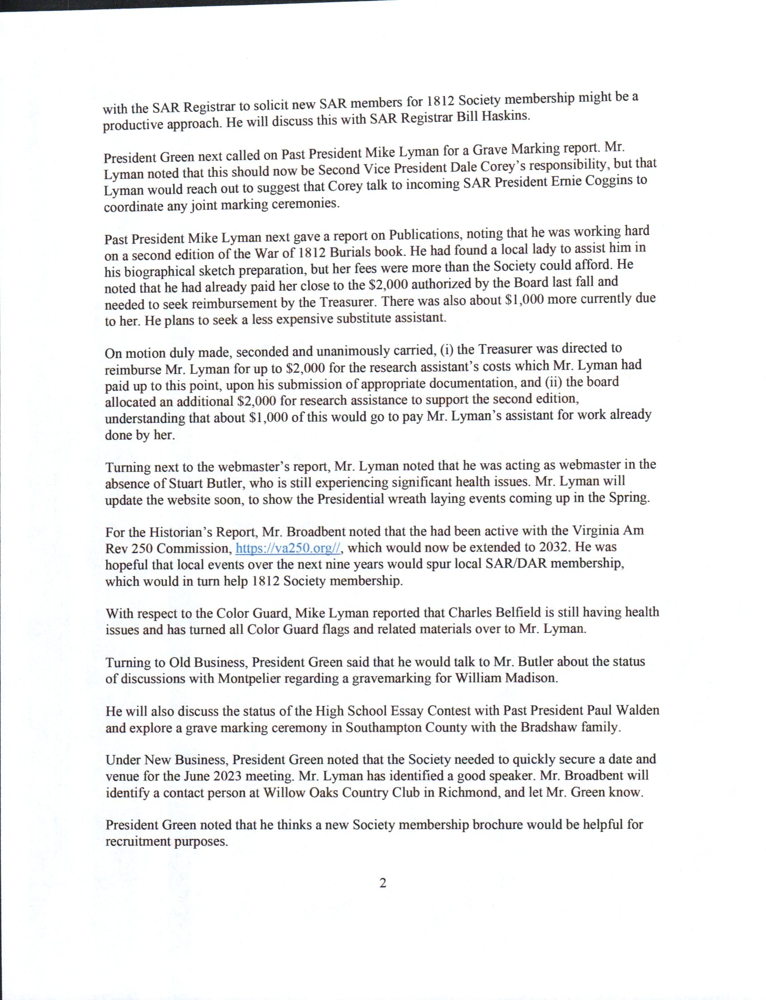 with the SAR Registrar to solicit new SAR members for 1812 Society membership might be a
productive approach. He will discuss this with SAR Registrar Bill Haskins.
President Green next called on Past President Mike Lyman for a Grave Marking report. Mr.
Lyman noted that this should now be Second Vice President Dale Corey's responsibility, but that
Lyman would reach out to suggest that Corey talk to incoming SAR President Ernie Coggins to
coordinate any joint marking ceremonies.
Past President Mike Lyman next gave a report on Publications, noting that he was working hard
on a second edition of the War of 1812 Burials book. He had found a local lady to assist him in
his biographical sketch preparation, but her fees were more than the Society could afford. He
noted that he had already paid her close to the $2,000 authorized by the Board last fall and
needed to seek reimbursement by the Treasurer. There was also about $1,000 more currently due
to her. He plans to seek a less expensive substitute assistant.
On motion duly made, seconded and unanimously carried, (i) the Treasurer was directed to
reimburse Mr. Lyman for up to $2,000 for the research assistant's costs which Mr. Lyman had
paid up to this point, upon his submission of appropriate documentation, and (ii) the board
allocated an additional $2,000 for research assistance to support the second edition,
understanding that about $1,000 of this would go to pay Mr. Lyman's assistant for work already
done by her.
Turning next to the webmaster's report, Mr. Lyman noted that he was acting as webmaster in the
absence of Stuart Butler, who is still experiencing significant health issues. Mr. Lyman will
update the website soon, to show the Presidential wreath laying events coming up in the Spring.
For the Historian's Report, Mr. Broadbent noted that the had been active with the Virginia Am
Rev 250 Commission, https://va250.org//, which would now be extended to 2032. He was
hopeful that local events over the next nine years would spur local SAR/DAR membership,
which would in turn help 1812 Society membership.
With respect to the Color Guard, Mike Lyman reported that Charles Belfield is still having health
issues and has turned all Color Guard flags and related materials over to Mr. Lyman.
Turning to Old Business, President Green said that he would talk to Mr. Butler about the status
of discussions with Montpelier regarding a gravemarking for William Madison.
He will also discuss the status of the High School Essay Contest with Past President Paul Walden
and explore a grave marking ceremony in Southampton County with the Bradshaw family.
Under New Business, President Green noted that the Society needed to quickly secure a date and
venue for the June 2023 meeting. Mr. Lyman has identified a good speaker. Mr. Broadbent will
identify a contact person at Willow Oaks Country Club in Richmond, and let Mr. Green know.
President Green noted that he thinks a new Society membership brochure would be helpful for
recruitment purposes.
2